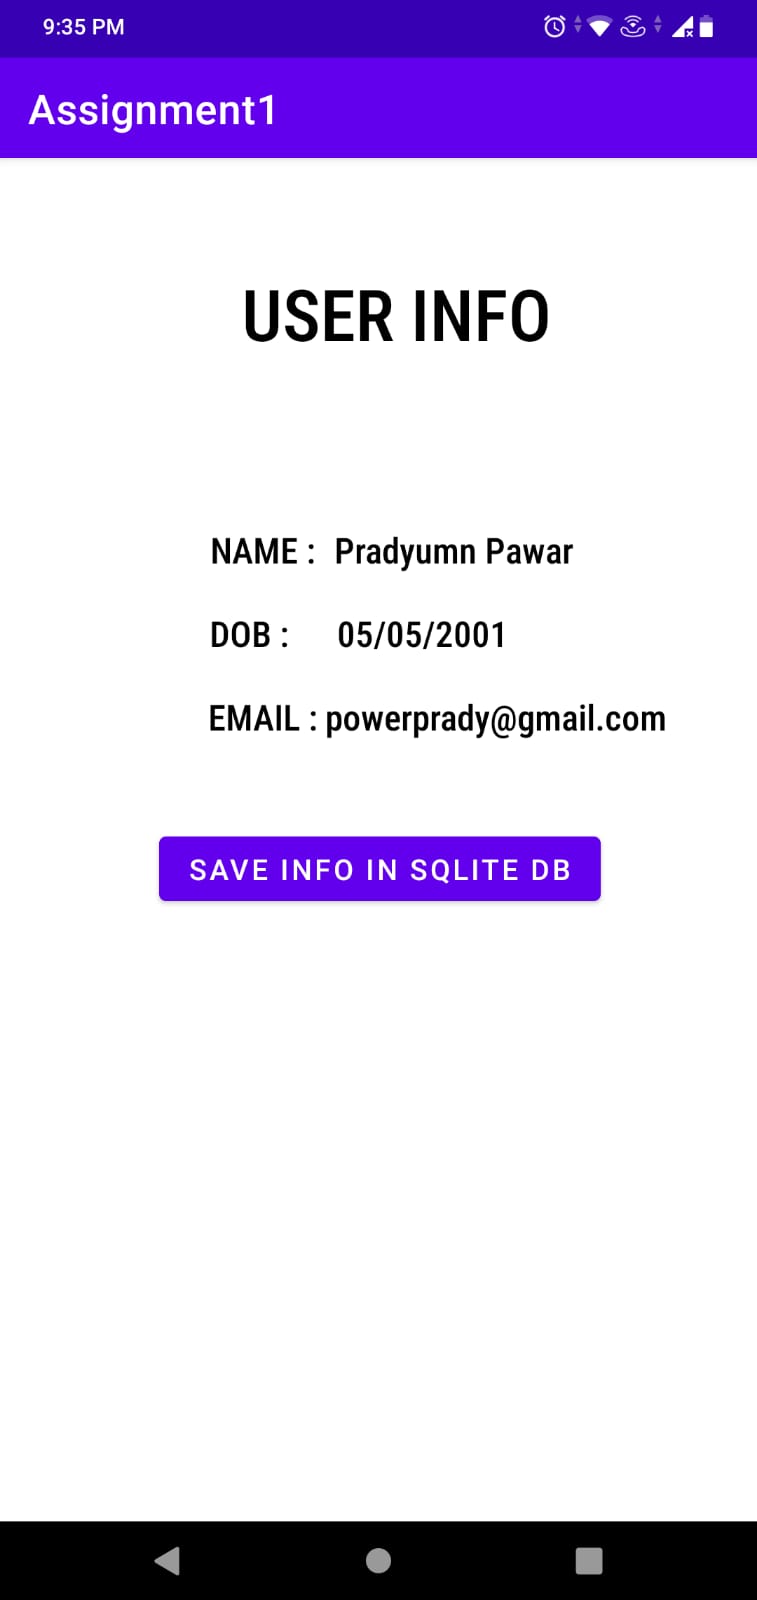 9:35 PM
Assignment1
USER INFO
NAME : Pradyumn Pawar
DOB : 05/05/2001
EMAIL : powerprady@gmail.com
SAVE INFO IN SQLITE DB